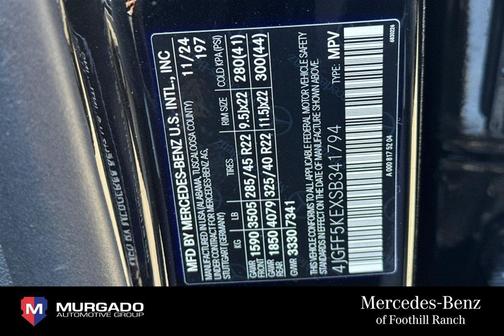 MFD BY MERCEDES-BENZ U.S. INTL., INC
MANUFACTURED IN USA (ALABAMA, TUSCALOOSA COUNTY)
UNDER CONTRACT FOR MERCEDES-BENZ AG,
STUTTGART (GERMANY)
11/24
197
KG LB TIRES RIM SIZE COLD KPA(PSI)
GAWR FRONT 1590 3505 285/45 R22 9.5Jx22 280(41)
GAWR REAR 1850 4079 325/40 R22 11.5Jx22 300(44)
GVWR 3330 7341
THIS VEHICLE CONFORMS TO ALL APPLICABLE FEDERAL MOTOR VEHICLE SAFETY
STANDARDS IN EFFECT ON THE DATE OF MANUFACTURE SHOWN ABOVE.
4JGFF5KEXSB341794 TYPE: MPV
A 000 817 52 04
MURGADO
AUTOMOTIVE GROUP
Mercedes-Benz
of Foothill Ranch